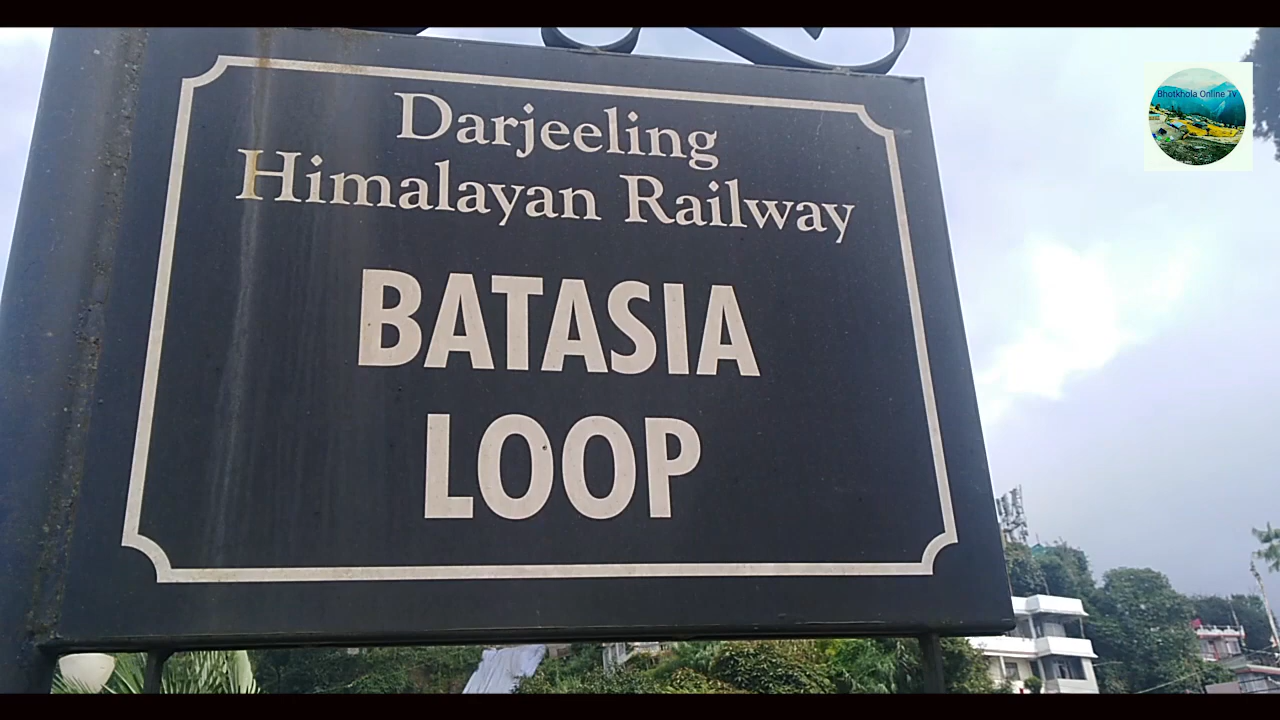 Darjeeling
Himalayan Railway
BATASIA
LOOP
Bhotkhola Online TV